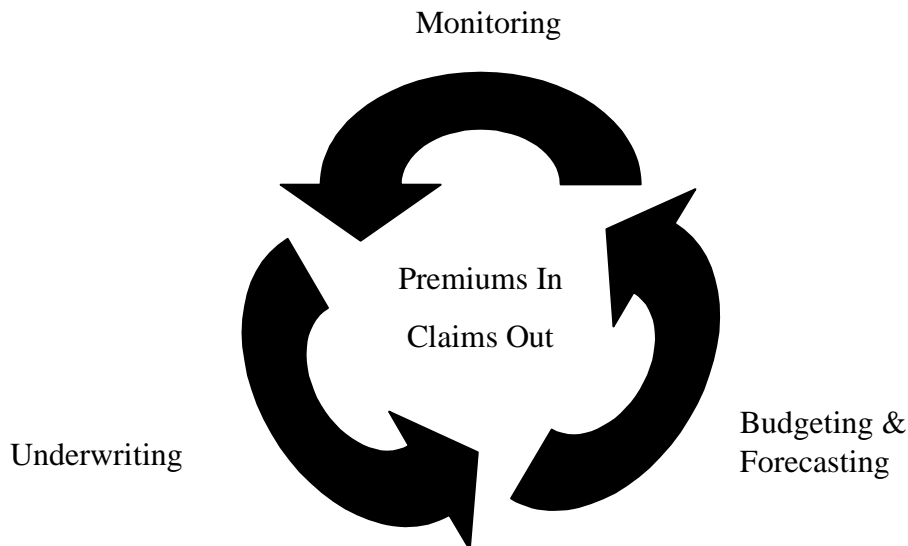 Monitoring
Premiums In
Claims Out
Underwriting
Budgeting &
Forecasting